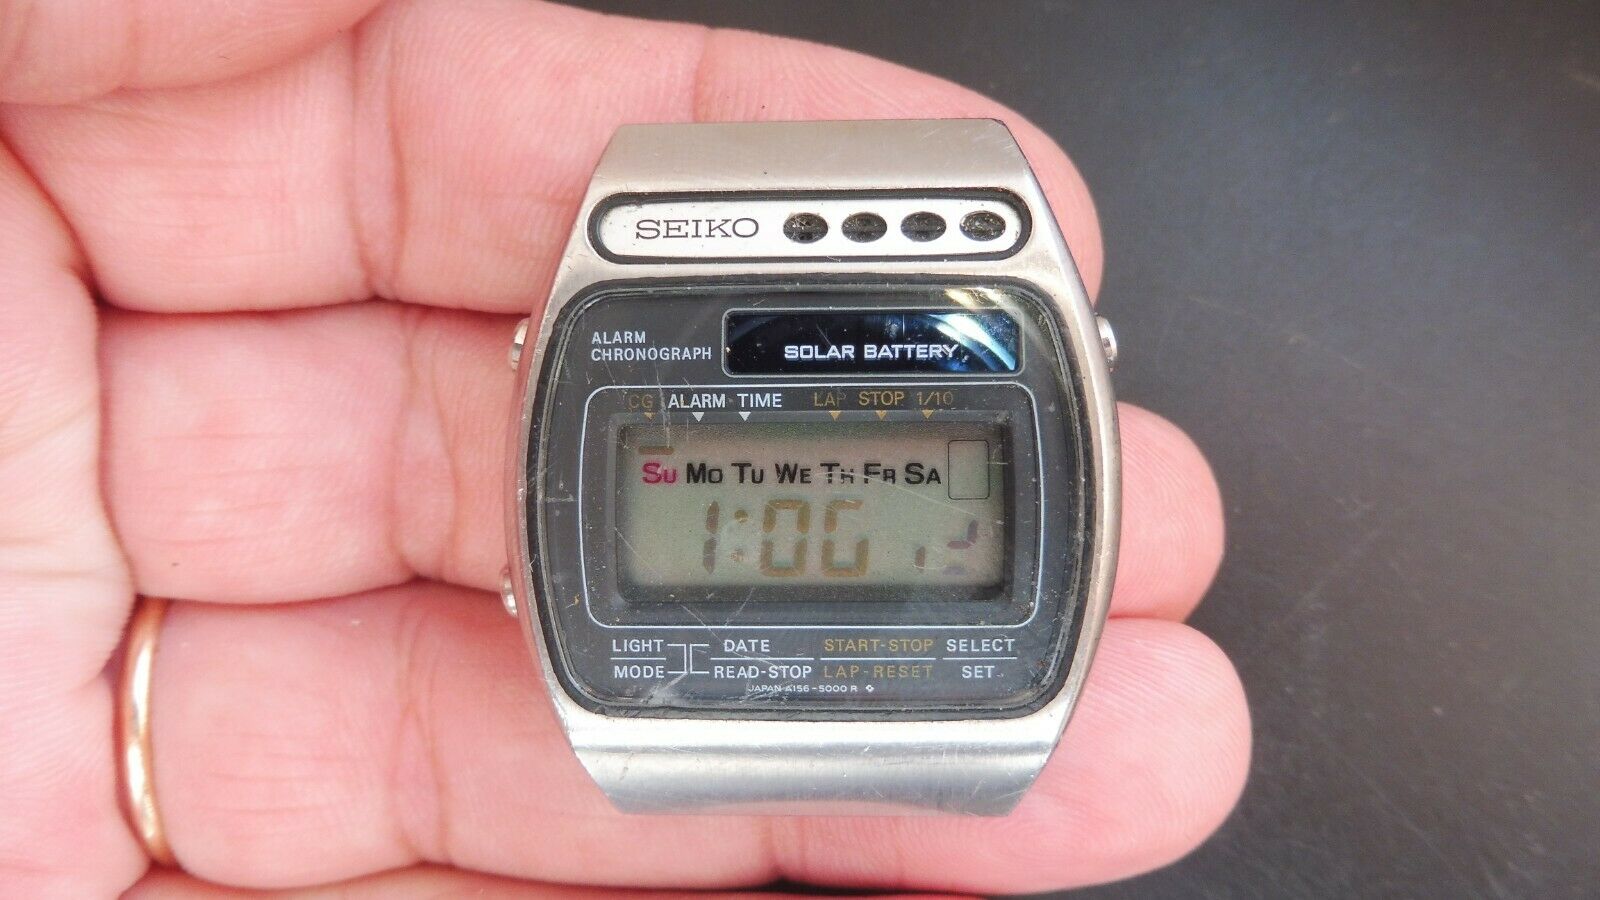 SEIKO
ALARM
CHRONOGRAPH
SOLAR BATTERY
CG ALARM TIME LAP STOP 1/10
SU MO TU WE TH FR SA
1:06
LIGHT DATE START-STOP SELECT
MODE READ-STOP LAP-RESET SET
JAPAN A156-5000 R